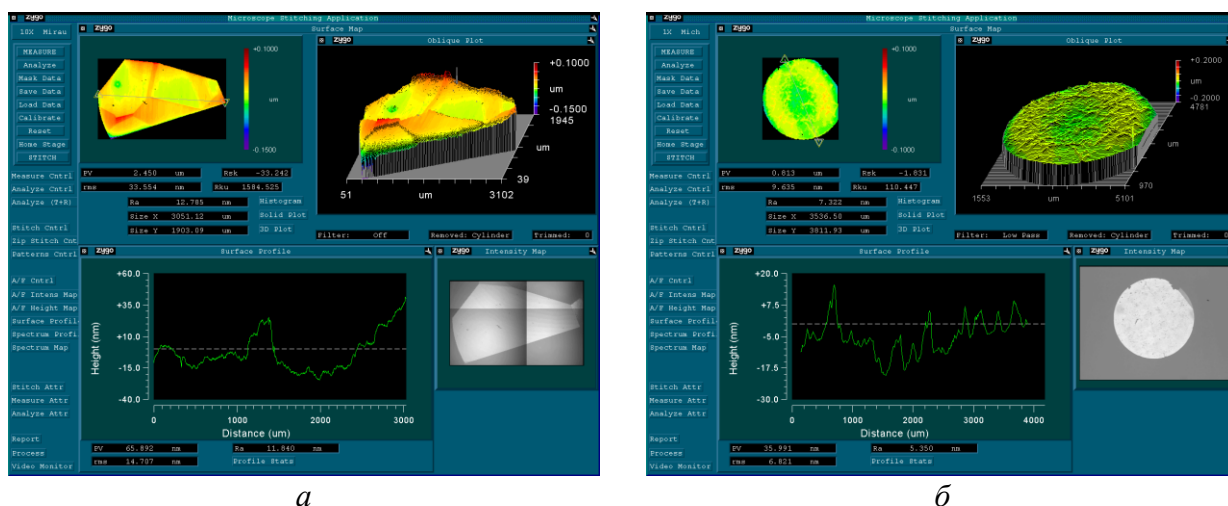 zygo Microscope Stitching Application
10X Mirau
zygo Surface Map
MEASURE
Analyze
Mask Data
Save Data
Load Data
Calibrate
Reset
Home Stage
STITCH
+0.1000
um
-0.1500
zygo Oblique Plot
+0.1000
um
-0.1500
1945
um
39
51 um 3102
PV 2.450 um Rsk -33.242
rms 33.554 nm Rku 1584.525
Ra 12.785 nm Histogram
Size X 3051.12 um Solid Plot
Size Y 1903.09 um 3D Plot
Filter: Off Removed: Cylinder Trimmed: 0
Measure Cntrl
Analyze Cntrl
Analyze (T+R)
Stitch Cntrl
Zip Stitch Cnt
Patterns Cntrl
A/F Cntrl
A/F Intens Map
A/F Height Map
Surface Profil
Spectrum Profi
Spectrum Map
Stitch Attr
Measure Attr
Analyze Attr
Report
Process
Video Monitor
zygo Surface Profile
+60.0
+35.0
+10.0
-15.0
-40.0
Height (nm)
0 1000 2000 3000
Distance (um)
PV 65.892 nm Ra 11.840 nm
rms 14.707 nm Profile Stats
zygo Intensity Map
а
zygo Microscope Stitching Application
1X Mich
zygo Surface Map
MEASURE
Analyze
Mask Data
Save Data
Load Data
Calibrate
Reset
Home Stage
STITCH
+0.1000
um
-0.1000
zygo Oblique Plot
+0.2000
um
-0.2000
4781
um
970
1553 um 5101
PV 0.813 um Rsk -1.831
rms 9.635 nm Rku 110.447
Ra 7.322 nm Histogram
Size X 3536.58 um Solid Plot
Size Y 3811.93 um 3D Plot
Filter: Low Pass Removed: Cylinder Trimmed:
Measure Cntrl
Analyze Cntrl
Analyze (T+R)
Stitch Cntrl
Zip Stitch Cnt
Patterns Cntrl
A/F Cntrl
A/F Intens Map
A/F Height Map
Surface Profil
Spectrum Profi
Spectrum Map
Stitch Attr
Measure Attr
Analyze Attr
Report
Process
Video Monitor
zygo Surface Profile
+20.0
+7.5
-5.0
-17.5
-30.0
Height (nm)
0 1000 2000 3000 4000
Distance (um)
PV 35.991 nm Ra 5.350 nm
rms 6.821 nm Profile Stats
zygo Intensity Map
б